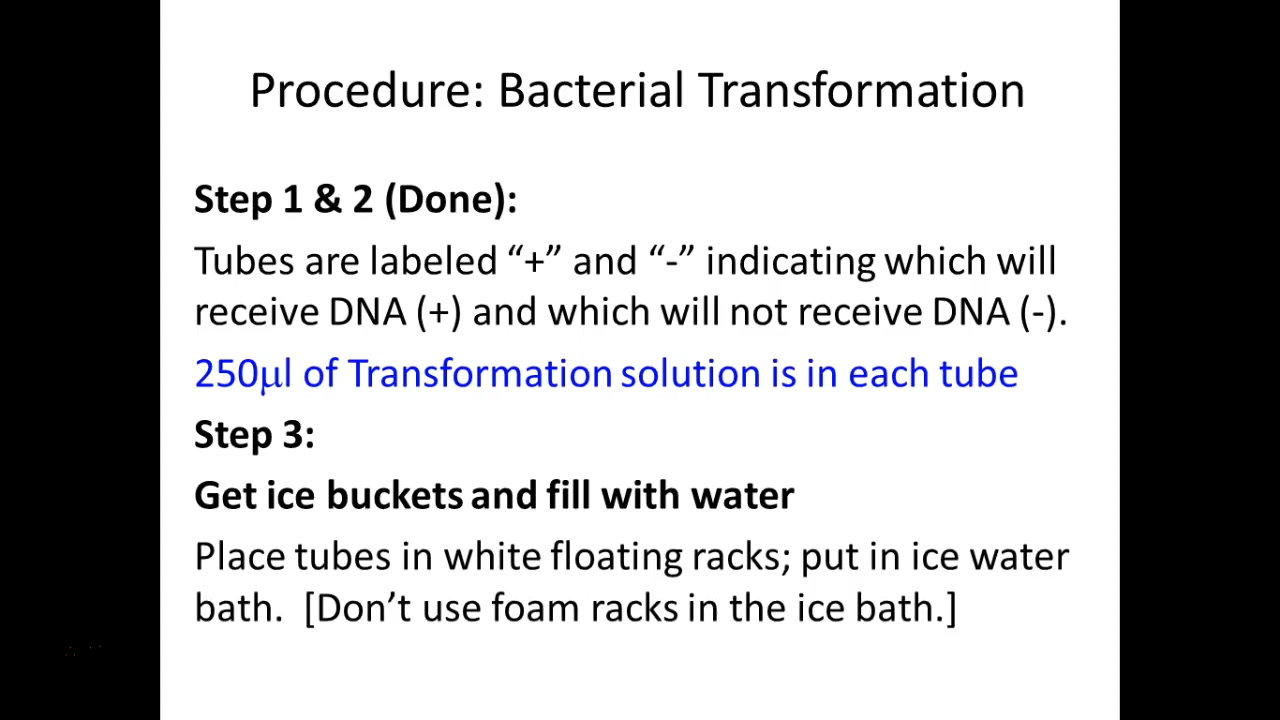 Procedure: Bacterial Transformation
Step 1 & 2 (Done):
Tubes are labeled “+” and “-” indicating which will
receive DNA (+) and which will not receive DNA (-).
250μl of Transformation solution is in each tube
Step 3:
Get ice buckets and fill with water
Place tubes in white floating racks; put in ice water
bath.  [Don’t use foam racks in the ice bath.]